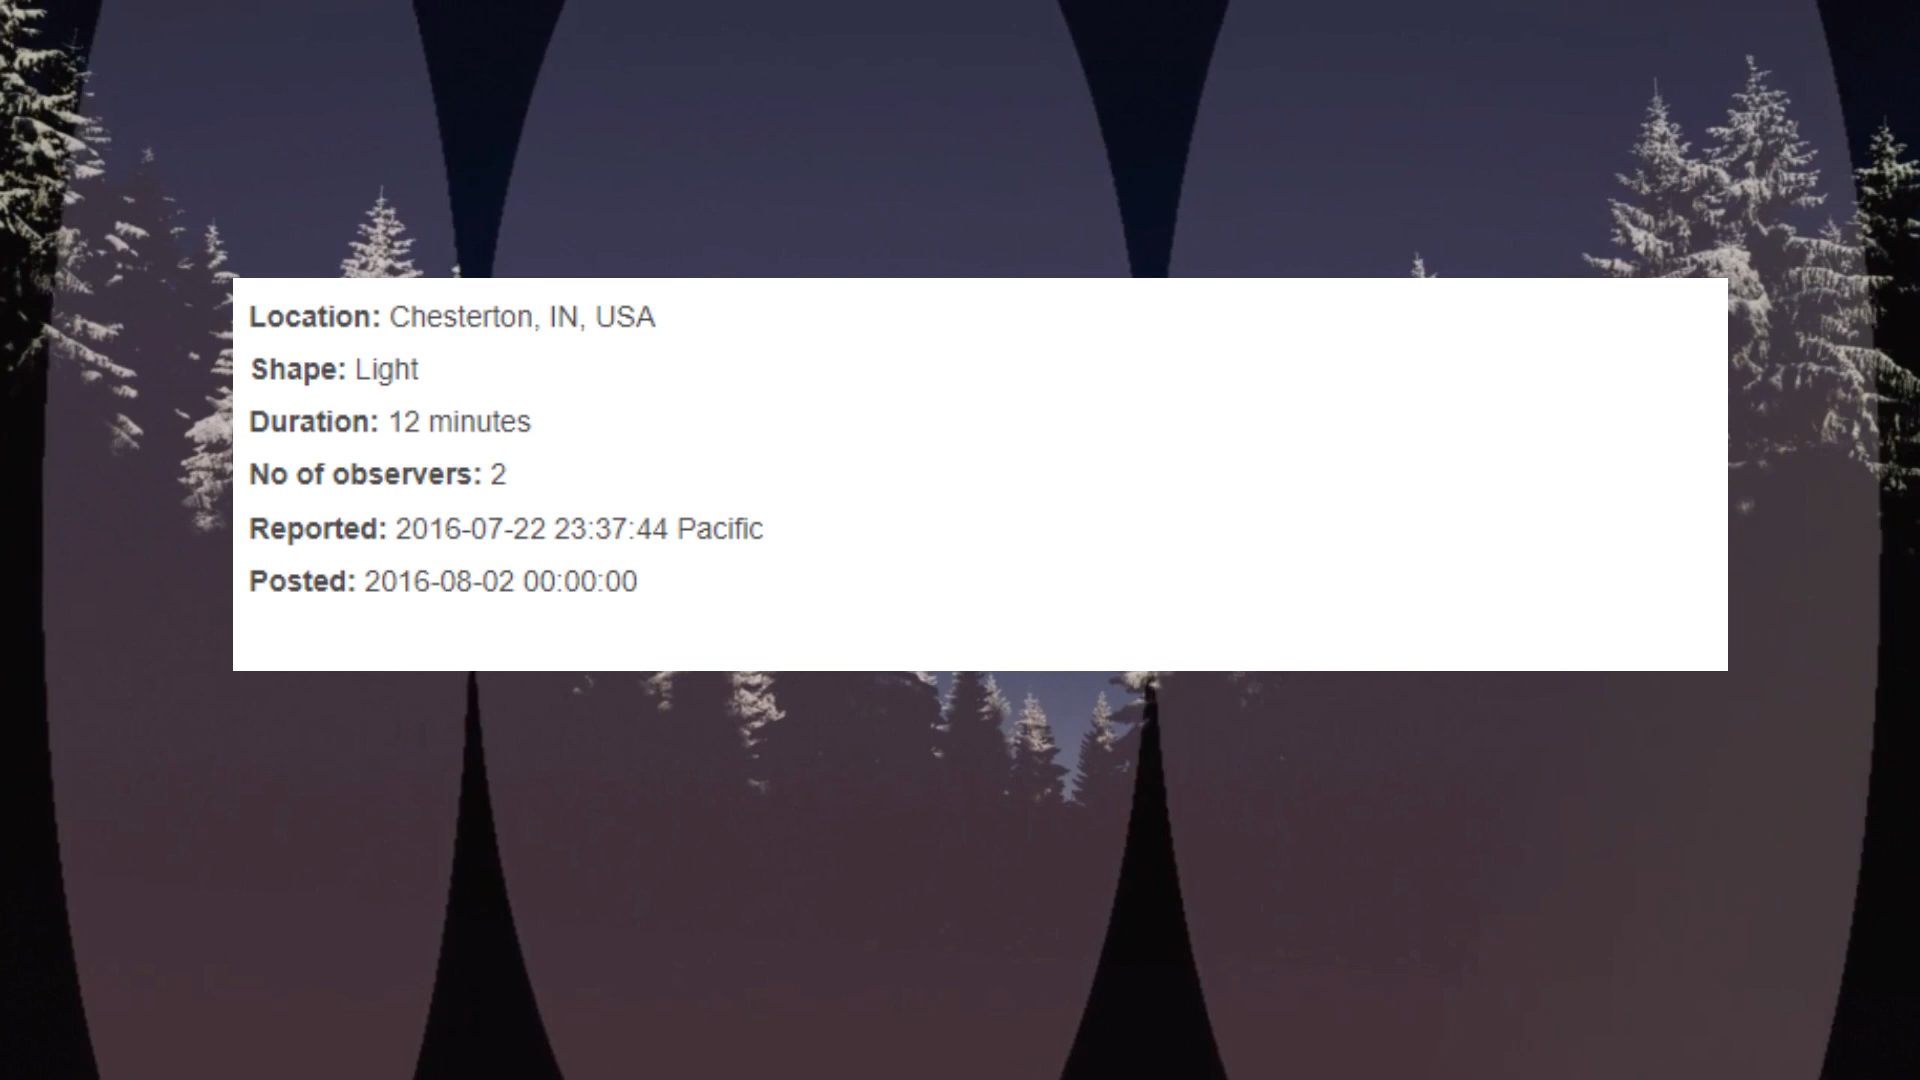 Location: Chesterton, IN, USA
Shape: Light
Duration: 12 minutes
No of observers: 2
Reported: 2016-07-22 23:37:44 Pacific
Posted: 2016-08-02 00:00:00